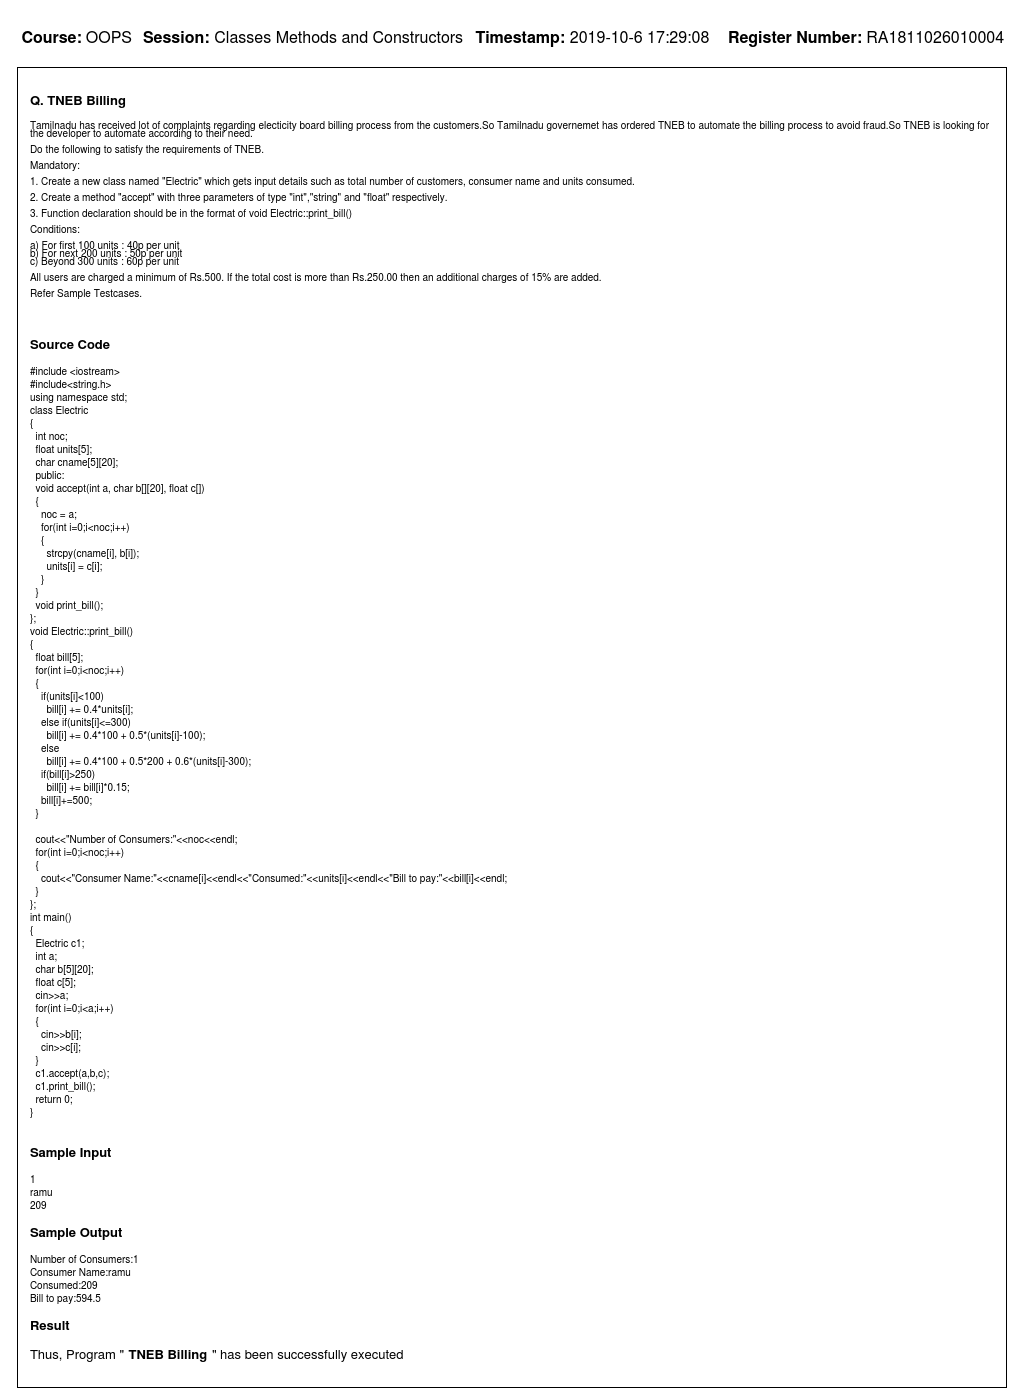 Course: OOPS Session: Classes Methods and Constructors Timestamp: 2019-10-6 17:29:08 Register Number: RA1811026010004
Q. TNEB Billing
Tamilnadu has received lot of complaints regarding electicity board billing process from the customers.So Tamilnadu governemet has ordered TNEB to automate the billing process to avoid fraud.So TNEB is looking for
the developer to automate according to their need.
Do the following to satisfy the requirements of TNEB.
Mandatory:
1. Create a new class named "Electric" which gets input details such as total number of customers, consumer name and units consumed.
2. Create a method "accept" with three parameters of type "int","string" and "float" respectively.
3. Function declaration should be in the format of void Electric::print_bill()
Conditions:
a) For first 100 units : 40p per unit
b) For next 200 units : 50p per unit
c) Beyond 300 units : 60p per unit
All users are charged a minimum of Rs.500. If the total cost is more than Rs.250.00 then an additional charges of 15% are added.
Refer Sample Testcases.
Source Code
#include <iostream>
#include<string.h>
using namespace std;
class Electric
{
int noc;
float units[5];
char cname[5][20];
public:
void accept(int a, char b[][20], float c[])
{
noc = a;
for(int i=0;i<noc;i++)
{
strcpy(cname[i], b[i]);
units[i] = c[i];
}
}
void print_bill();
};
void Electric::print_bill()
{
float bill[5];
for(int i=0;i<noc;i++)
{
if(units[i]<100)
bill[i] += 0.4*units[i];
else if(units[i]<=300)
bill[i] += 0.4*100 + 0.5*(units[i]-100);
else
bill[i] += 0.4*100 + 0.5*200 + 0.6*(units[i]-300);
if(bill[i]>250)
bill[i] += bill[i]*0.15;
bill[i]+=500;
}
cout<<"Number of Consumers:"<<noc<<endl;
for(int i=0;i<noc;i++)
{
cout<<"Consumer Name:"<<cname[i]<<endl<<"Consumed:"<<units[i]<<endl<<"Bill to pay:"<<bill[i]<<endl;
}
};
int main()
{
Electric c1;
int a;
char b[5][20];
float c[5];
cin>>a;
for(int i=0;i<a;i++)
{
cin>>b[i];
cin>>c[i];
}
c1.accept(a,b,c);
c1.print_bill();
return 0;
}
Sample Input
1
ramu
209
Sample Output
Number of Consumers:1
Consumer Name:ramu
Consumed:209
Bill to pay:594.5
Result
Thus, Program " TNEB Billing " has been successfully executed